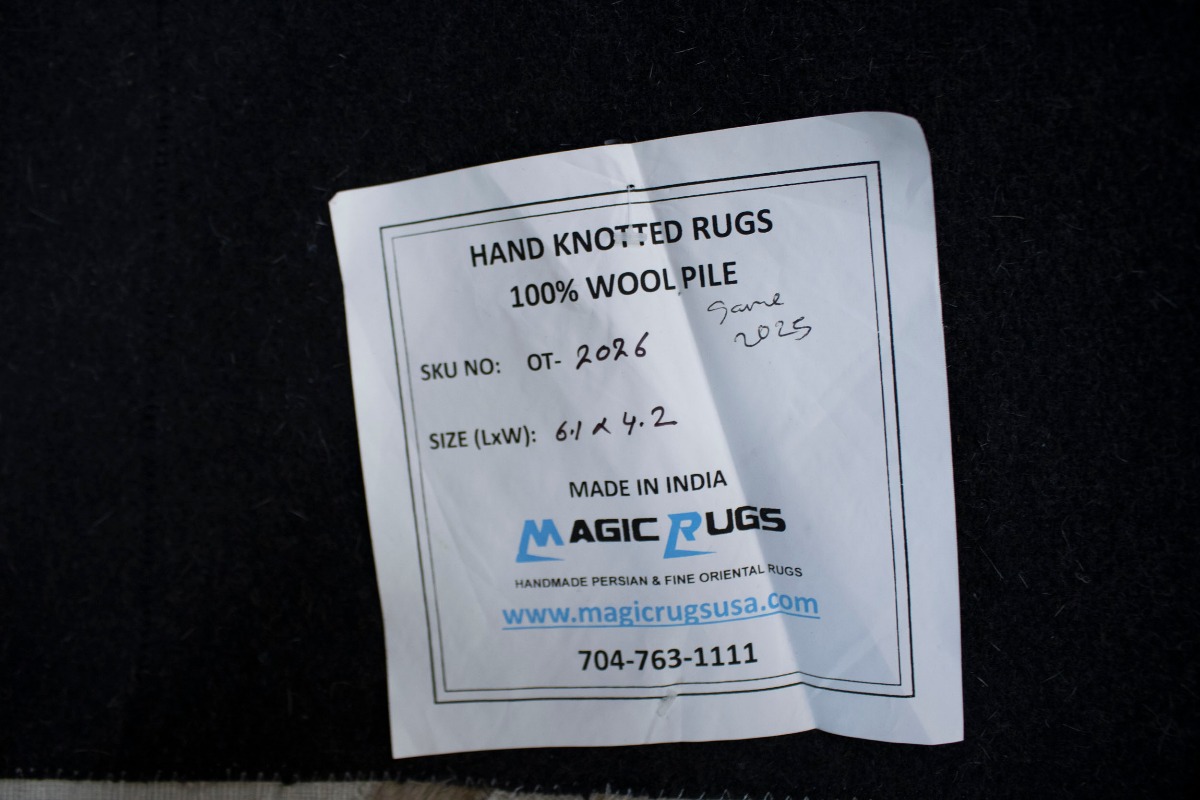 HAND KNOTTED RUGS
100% WOOL PILE
same
2025
SKU NO: OT- 2026
SIZE (LxW): 6.1 x 4.2
MADE IN INDIA
MAGIC RUGS
HANDMADE PERSIAN & FINE ORIENTAL RUGS
www.magicrugsusa.com
704-763-1111